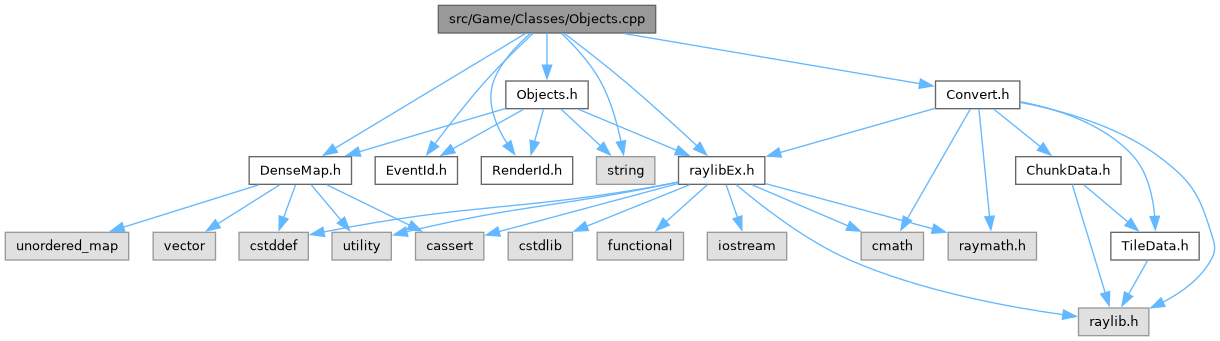 src/Game/Classes/Objects.cpp
Objects.h
Convert.h
DenseMap.h
EventId.h
RenderId.h
string
raylibEx.h
ChunkData.h
unordered_map
vector
cstddef
utility
cassert
cstdlib
functional
iostream
cmath
raymath.h
TileData.h
raylib.h